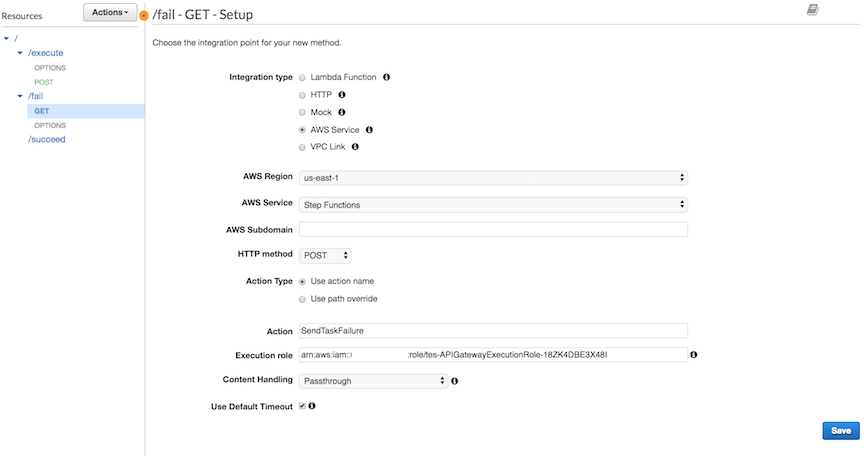 Resources
Actions
/fail - GET - Setup
/
/execute
OPTIONS
POST
/fail
GET
OPTIONS
/succeed
Choose the integration point for your new method.
Integration type
Lambda Function
HTTP
Mock
AWS Service
VPC Link
AWS Region us-east-1
AWS Service Step Functions
AWS Subdomain
HTTP method POST
Action Type Use action name
Use path override
Action SendTaskFailure
Execution role arn:aws:iam:: :role/tes-APIGatewayExecutionRole-18ZK4DBE3X48I
Content Handling Passthrough
Use Default Timeout
Save